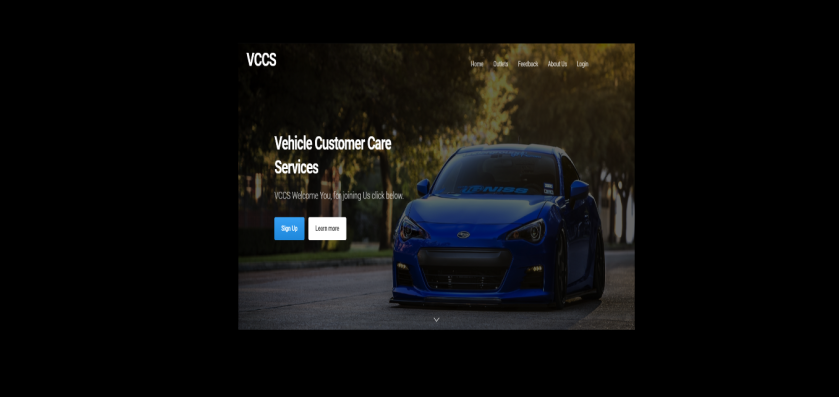 VCCS
Home Outlets Feedback About Us Login
Vehicle Customer Care
Services
VCCS Welcome You, for joining Us click below.
Sign Up Learn more